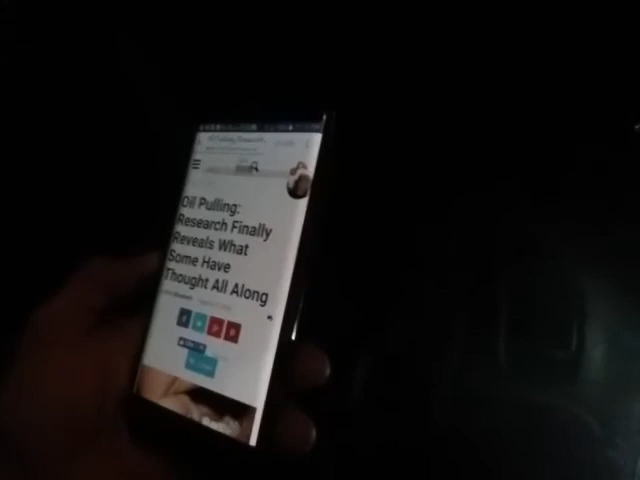 Oil Pulling:
Research Finally
Reveals What
Some Have
Thought All Along